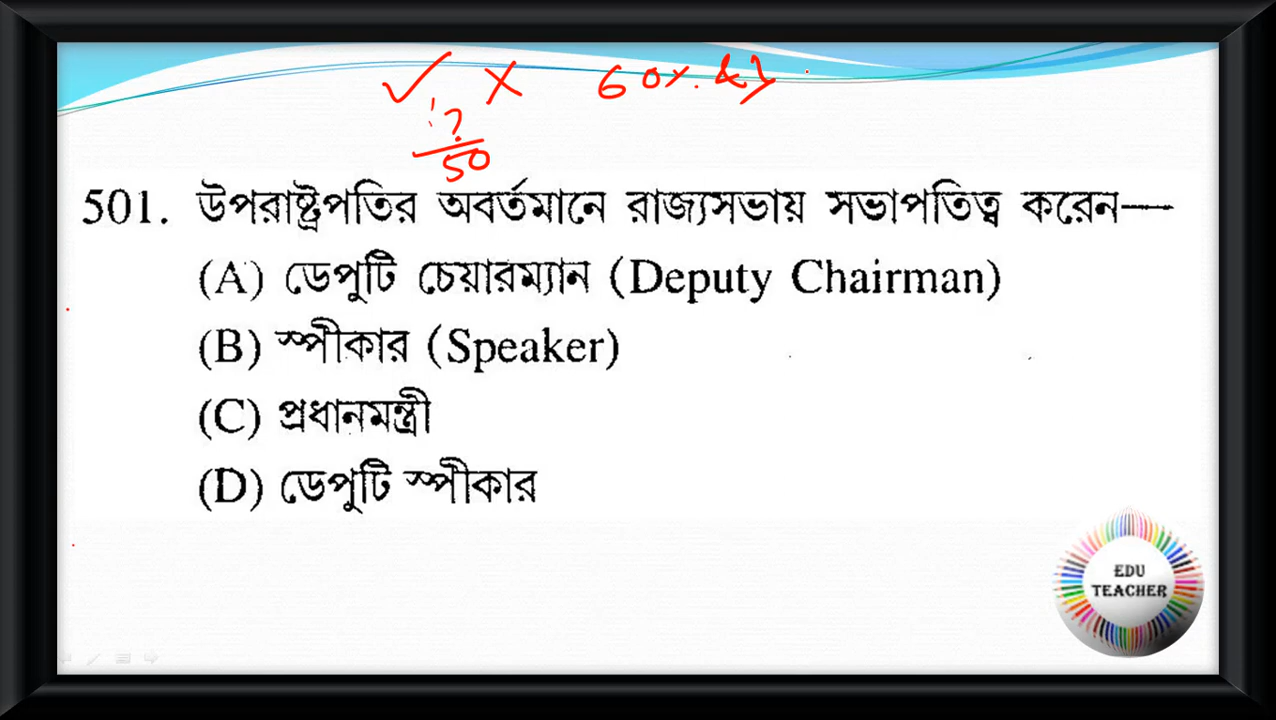 ✓ X 60%. &
?
50
501. উপরাষ্ট্রপতির অবর্তমানে রাজ্যসভায় সভাপতিত্ব করেন—
(A) ডেপুটি চেয়ারম্যান (Deputy Chairman)
(B) স্পীকার (Speaker)
(C) প্রধানমন্ত্রী
(D) ডেপুটি স্পীকার
EDU
TEACHER